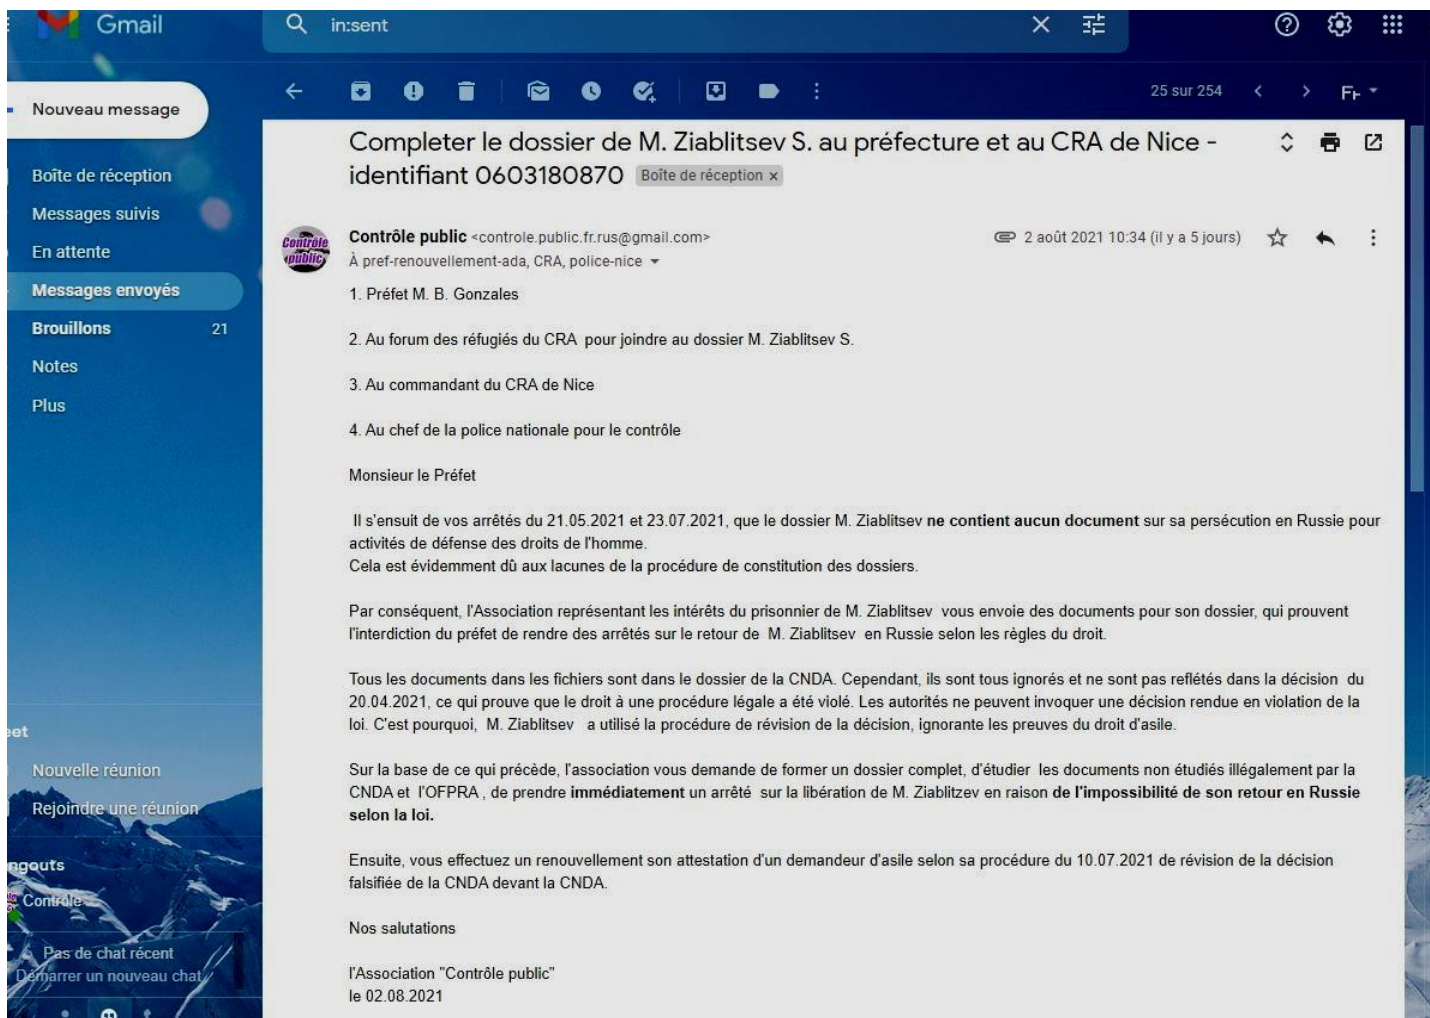 Gmail
in:sent
Nouveau message
25 sur 254
Boîte de réception
Messages suivis
En attente
Messages envoyés
Brouillons 21
Notes
Plus
Nouvelle réunion
Rejoindre une réunion
Contrôle
Pas de chat récent
Démarrer un nouveau chat
Completer le dossier de M. Ziablitsev S. au préfecture et au CRA de Nice -
identifiant 0603180870 Boîte de réception x
Contrôle public
Contrôle public <controle.public.fr.rus@gmail.com> 2 août 2021 10:34 (il y a 5 jours)
À pref-renouvellement-ada, CRA, police-nice
1. Préfet M. B. Gonzales
2. Au forum des réfugiés du CRA pour joindre au dossier M. Ziablitsev S.
3. Au commandant du CRA de Nice
4. Au chef de la police nationale pour le contrôle
Monsieur le Préfet
Il s'ensuit de vos arrêtés du 21.05.2021 et 23.07.2021, que le dossier M. Ziablitsev ne contient aucun document sur sa persécution en Russie pour
activités de défense des droits de l'homme.
Cela est évidemment dû aux lacunes de la procédure de constitution des dossiers.
Par conséquent, l'Association représentant les intérêts du prisonnier de M. Ziablitsev vous envoie des documents pour son dossier, qui prouvent
l'interdiction du préfet de rendre des arrêtés sur le retour de M. Ziablitsev en Russie selon les règles du droit.
Tous les documents dans les fichiers sont dans le dossier de la CNDA. Cependant, ils sont tous ignorés et ne sont pas reflétés dans la décision du
20.04.2021, ce qui prouve que le droit à une procédure légale a été violé. Les autorités ne peuvent invoquer une décision rendue en violation de la
loi. C'est pourquoi, M. Ziablitsev a utilisé la procédure de révision de la décision, ignorante les preuves du droit d'asile.
Sur la base de ce qui précède, l'association vous demande de former un dossier complet, d'étudier les documents non étudiés illégalement par la
CNDA et l'OFPRA , de prendre immédiatement un arrêté sur la libération de M. Ziablitzev en raison de l'impossibilité de son retour en Russie
selon la loi.
Ensuite, vous effectuez un renouvellement son attestation d'un demandeur d'asile selon sa procédure du 10.07.2021 de révision de la décision
falsifiée de la CNDA devant la CNDA.
Nos salutations
l'Association "Contrôle public"
le 02.08.2021